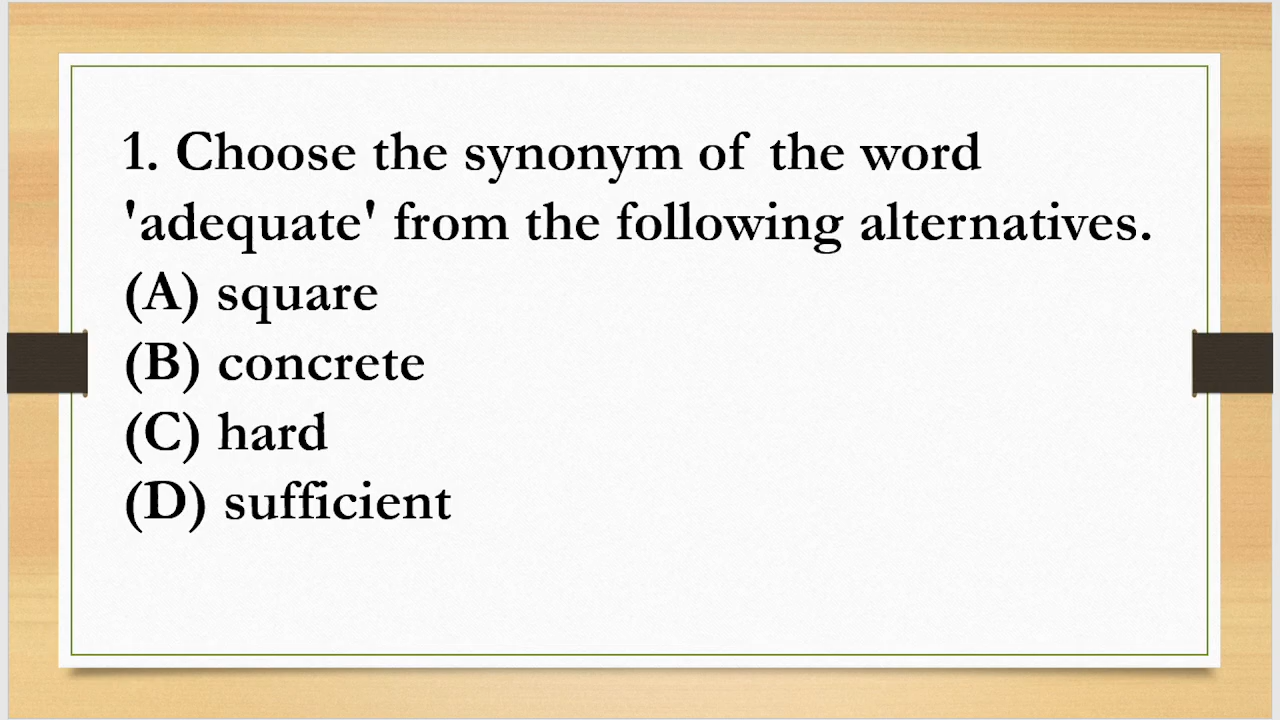 1. Choose the synonym of the word
'adequate' from the following alternatives.
(A) square
(B) concrete
(C) hard
(D) sufficient